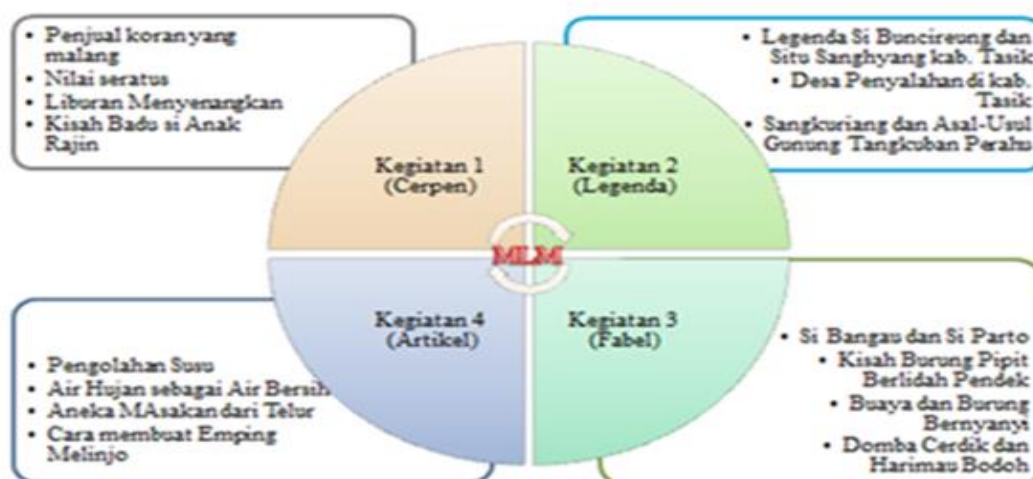 • Penjual koran yang
malang
• Nilai seratus
• Liburan Menyenangkan
• Kisah Badu si Anak
Rajin
• Legenda Si Buncireung dan
Situ Sanghyang kab. Tasik
• Desa Penyalahan di kab.
Tasik
• Sangkuriang dan Asal-Usul
Gunung Tangkuban Perahu
Kegiatan 1
(Cerpen)
Kegiatan 2
(Legenda)
MLM
Kegiatan 4
(Artikel)
Kegiatan 3
(Fabel)
• Pengolahan Susu
• Air Hujan sebagai Air Bersih
• Aneka MAsakan dari Telur
• Cara membuat Emping
Melinjo
• Si Bangau dan Si Parto
• Kisah Burung Pipit
Berlidah Pendek
• Buaya dan Burung
Bernyanyi
• Domba Cerdik dan
Harimau Bodoh